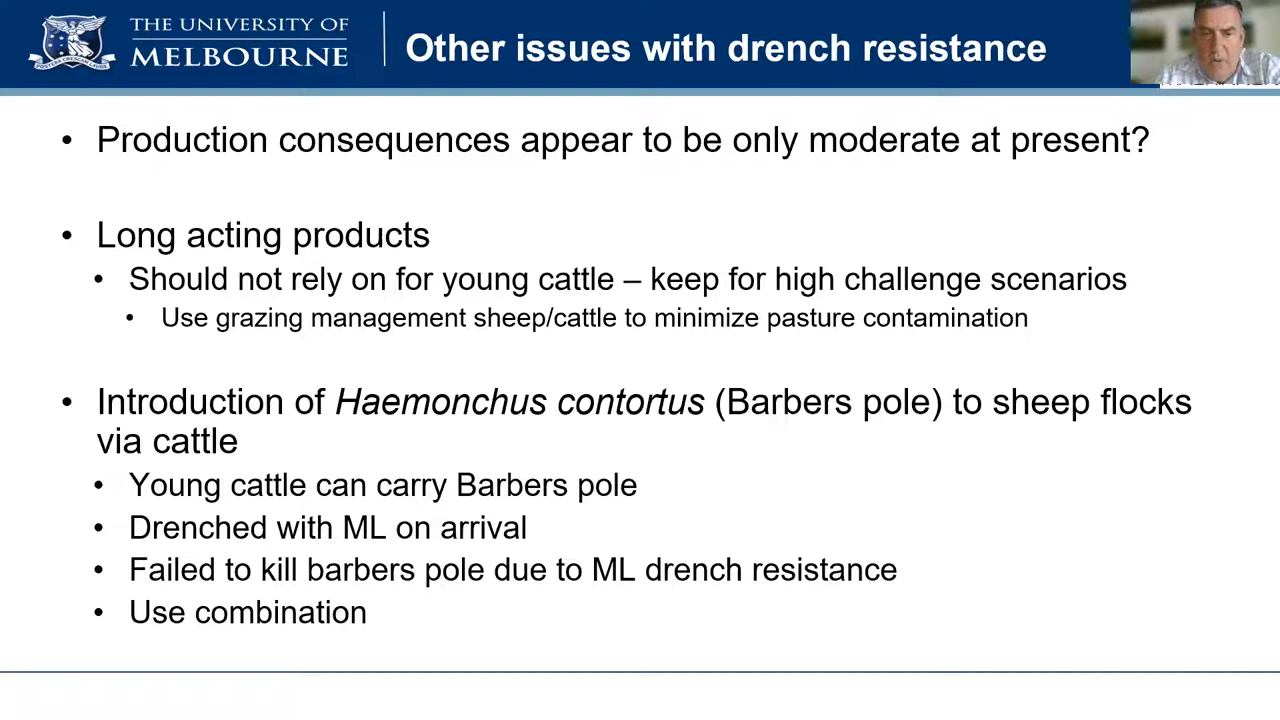 THE UNIVERSITY OF
MELBOURNE
Other issues with drench resistance
• Production consequences appear to be only moderate at present?
• Long acting products
• Should not rely on for young cattle – keep for high challenge scenarios
• Use grazing management sheep/cattle to minimize pasture contamination
• Introduction of Haemonchus contortus (Barbers pole) to sheep flocks
via cattle
• Young cattle can carry Barbers pole
• Drenched with ML on arrival
• Failed to kill barbers pole due to ML drench resistance
• Use combination